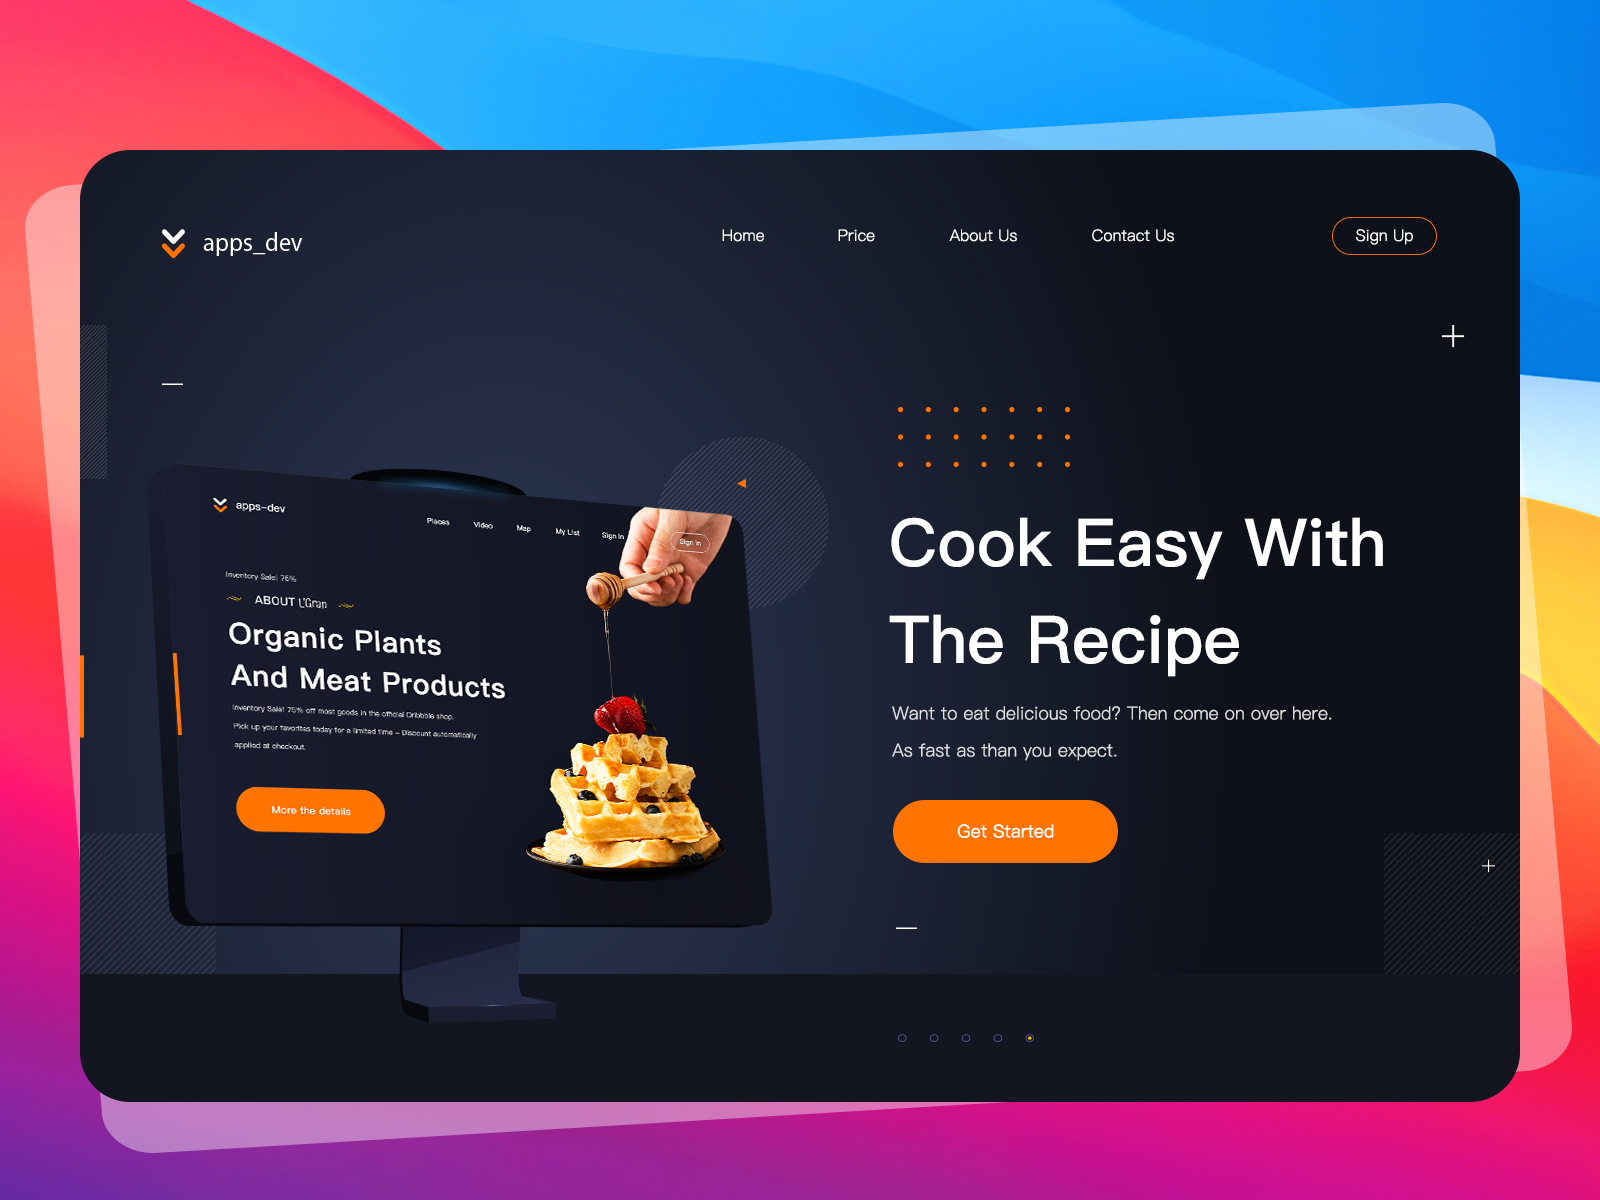 apps_dev
Home Price About Us Contact Us Sign Up
apps-dev
Places Video Map My List Sign In Sign In
Inventory Sale! 75%
ABOUT L'Gran
Organic Plants
And Meat Products
Inventory Sale! 75% off most goods in the official Dribbble shop.
Pick up your favorites today for a limited time - Discount automatically
applied at checkout.
More the details
Cook Easy With
The Recipe
Want to eat delicious food? Then come on over here.
As fast as than you expect.
Get Started